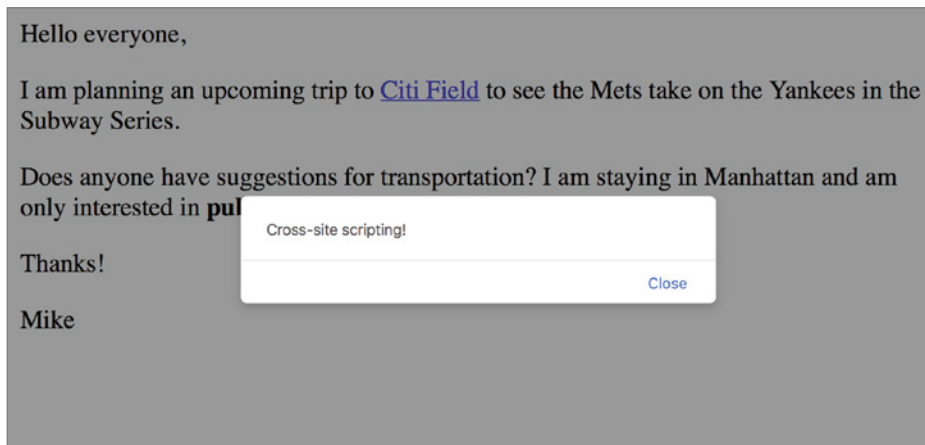 Hello everyone,
I am planning an upcoming trip to Citi Field to see the Mets take on the Yankees in the
Subway Series.
Does anyone have suggestions for transportation? I am staying in Manhattan and am
only interested in
Cross-site scripting!
Close
Thanks!
Mike